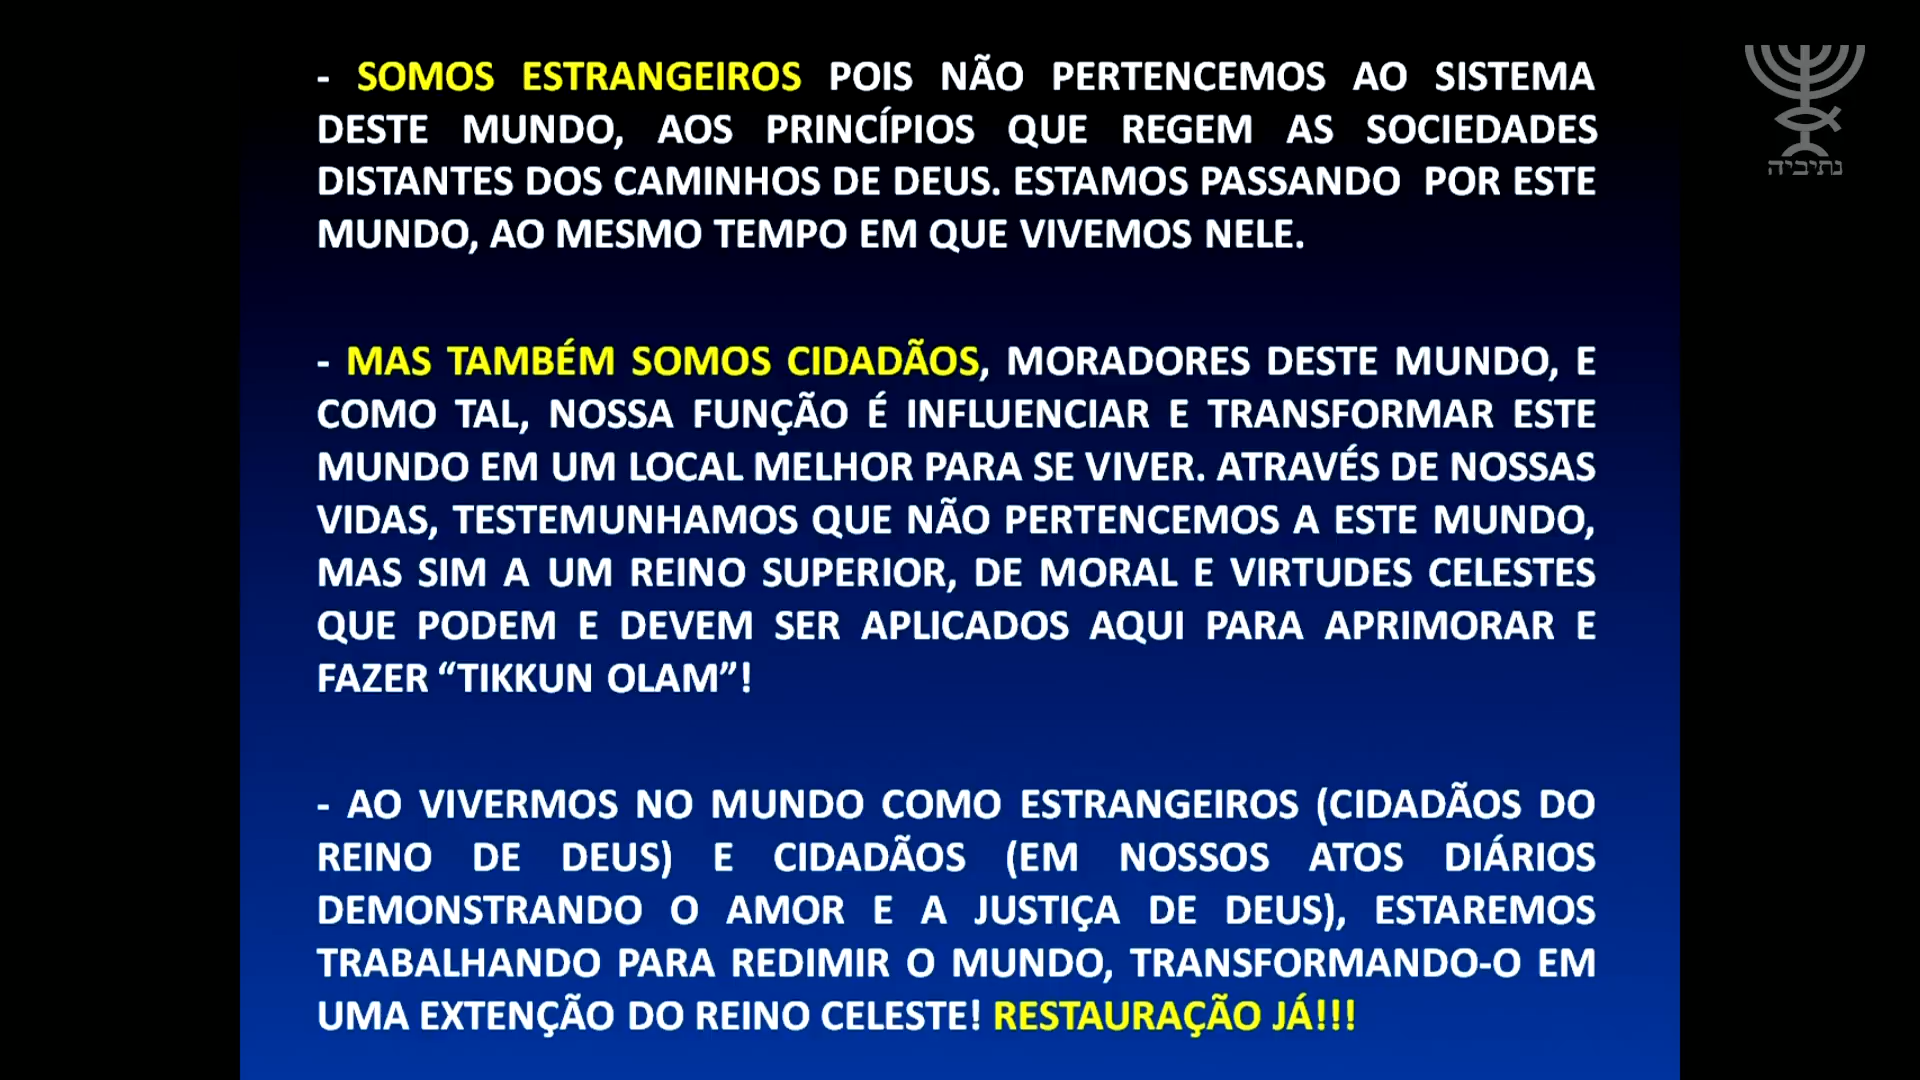 - SOMOS ESTRANGEIROS POIS NÃO PERTENCEMOS AO SISTEMA
DESTE MUNDO, AOS PRINCÍPIOS QUE REGEM AS SOCIEDADES
DISTANTES DOS CAMINHOS DE DEUS. ESTAMOS PASSANDO POR ESTE
MUNDO, AO MESMO TEMPO EM QUE VIVEMOS NELE.
- MAS TAMBÉM SOMOS CIDADÃOS, MORADORES DESTE MUNDO, E
COMO TAL, NOSSA FUNÇÃO É INFLUENCIAR E TRANSFORMAR ESTE
MUNDO EM UM LOCAL MELHOR PARA SE VIVER. ATRAVÉS DE NOSSAS
VIDAS, TESTEMUNHAMOS QUE NÃO PERTENCEMOS A ESTE MUNDO,
MAS SIM A UM REINO SUPERIOR, DE MORAL E VIRTUDES CELESTES
QUE PODEM E DEVEM SER APLICADOS AQUI PARA APRIMORAR E
FAZER “TIKKUN OLAM”!
- AO VIVERMOS NO MUNDO COMO ESTRANGEIROS (CIDADÃOS DO
REINO DE DEUS) E CIDADÃOS (EM NOSSOS ATOS DIÁRIOS
DEMONSTRANDO O AMOR E A JUSTIÇA DE DEUS), ESTAREMOS
TRABALHANDO PARA REDIMIR O MUNDO, TRANSFORMANDO-O EM
UMA EXTENÇÃO DO REINO CELESTE! RESTAURAÇÃO JÁ!!!
נתיביה